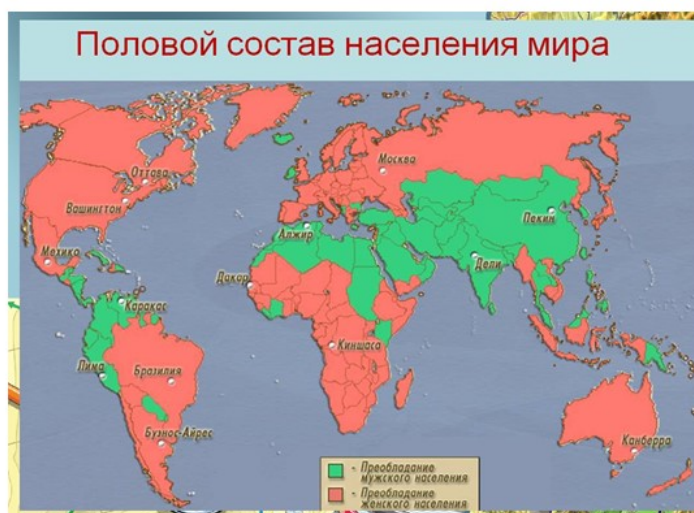 Половой состав населения мира
Оттава
Москва
Вашингтон
Пекин
Алжир
Мехико
Дели
Дакар
Каракас
Киншаса
Лима
Бразилия
Буэнос-Айрес
Канберра
- Преобладание
мужского населения
- Преобладание
женского населения